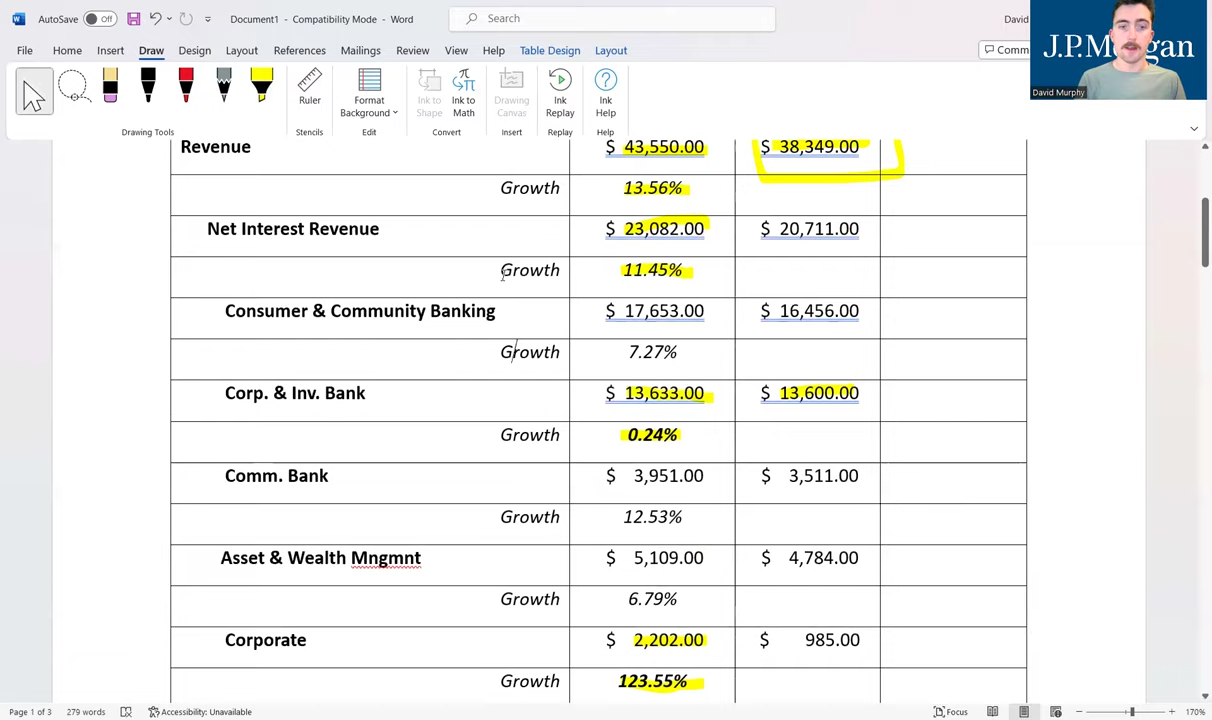 AutoSave Off Document1 - Compatibility Mode - Word Search David
J.P.Morgan
David Murphy
File Home Insert Draw Design Layout References Mailings Review View Help Table Design Layout
Ruler Format Background Ink to Shape Ink to Math Drawing Canvas Ink Replay Ink Help
Drawing Tools Stencils Edit Convert Insert Replay Help
Revenue $ 43,550.00 $ 38,349.00
Growth 13.56%
Net Interest Revenue $ 23,082.00 $ 20,711.00
Growth 11.45%
Consumer & Community Banking $ 17,653.00 $ 16,456.00
Growth 7.27%
Corp. & Inv. Bank $ 13,633.00 $ 13,600.00
Growth 0.24%
Comm. Bank $ 3,951.00 $ 3,511.00
Growth 12.53%
Asset & Wealth Mngmnt $ 5,109.00 $ 4,784.00
Growth 6.79%
Corporate $ 2,202.00 $ 985.00
Growth 123.55%
Page 1 of 3 279 words Accessibility: Unavailable Focus 170%